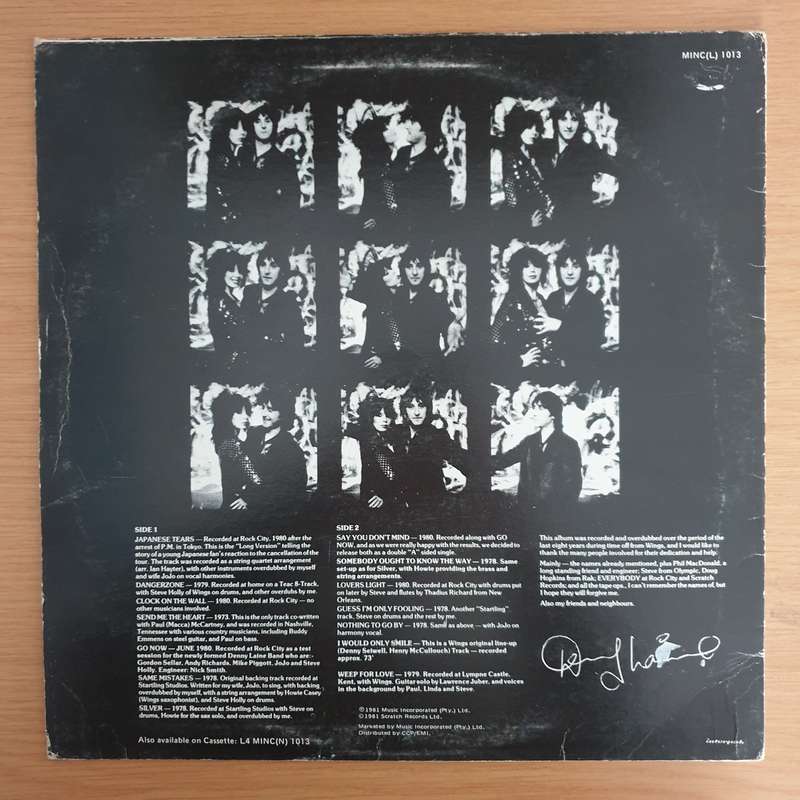 MINC(L) 1013
SIDE 1
JAPANESE TEARS — Recorded at Rock City. 1980 after the
arrest of P.M. in Tokyo. This is the "Long Version" telling the
story of a young Japanese fan's reaction to the cancellation of the
tour. The track was recorded as a string quartet arrangement
(arr. Ian Hayter), with other instruments overdubbed by myself and
wife JoJo on vocal harmonies.
DANGERZONE — 1979. Recorded at home on a Teac 8-Track,
with Steve Holly of Wings on drums, and other overdubs by me.
CLOCK ON THE WALL — 1980. Recorded at Rock City — no
other musicians involved.
SEND ME THE HEART — 1973. This is the only track co-written
with Paul (Macca) McCartney, and was recorded in Nashville,
Tennessee with various country musicians, including Buddy
Emmens on steel guitar, and Paul on bass.
GO NOW — JUNE 1980. Recorded at Rock City as a test
session for the newly formed Denny Laine Band who are:-
Gordon Sellar, Andy Richards. Mike Piggott, JoJo and Steve
Holly. Engineer: Nick Smith.
SAME MISTAKES — 1978. Original backing track recorded at
Startling Studios. Written for my wife, JoJo, to sing, with backing
overdubbed by myself, with a string arrangement by Howie Casey
(Wings saxophonist), and Steve Holly on drums.
SILVER — 1978. Recorded at Startling Studios with Steve on
drums, Howie for the sax solo, and overdubbed by me.
Also available on Cassette: L4 MINC(N) 1013
SIDE 2
SAY YOU DON'T MIND — 1980. Recorded along with GO
NOW, and as we were really happy with the results, we decided to
release both as a double "A" sided single.
SOMEBODY OUGHT TO KNOW THE WAY — 1978. Same
set-up as for Silver, with Howie providing the brass and
string arrangements.
LOVERS LIGHT — 1980. Recorded at Rock City with drums put
on later by Steve and flutes by Thadius Richard from New
Orleans.
GUESS I'M ONLY FOOLING — 1978. Another "Startling"
track, Steve on drums and the rest by me.
NOTHING TO GO BY — 1978. Same as above — with JoJo on
harmony vocal.
I WOULD ONLY SMILE — This is a Wings original line-up
(Denny Seiwell, Henry McCullouch) Track — recorded
approx. 73'
WEEP FOR LOVE — 1979. Recorded at Lympne Castle,
Kent, with Wings. Guitar solo by Lawrence Juber, and voices
in the background by Paul, Linda and Steve.
℗1981 Music Incorporated (Pty.,) Ltd.
©1981 Scratch Records Ltd.
Marketed by Music Incorporated (Pty.,) Ltd.
Distributed by CCP/EMI.
This album was recorded and overdubbed over the period of the
last eight years during time off from Wings, and I would like to
thank the many people involved for their dedication and help.
Mainly — the names already mentioned, plus Phil MacDonald, a
long standing friend and engineer; Steve from Olympic, Doug
Hopkins from Rak; EVERYBODY at Rock City and Scratch
Records; and all the tape ops., I can't remember the names of, but
I hope they will forgive me.
Also my friends and neighbours.
Denny Laine